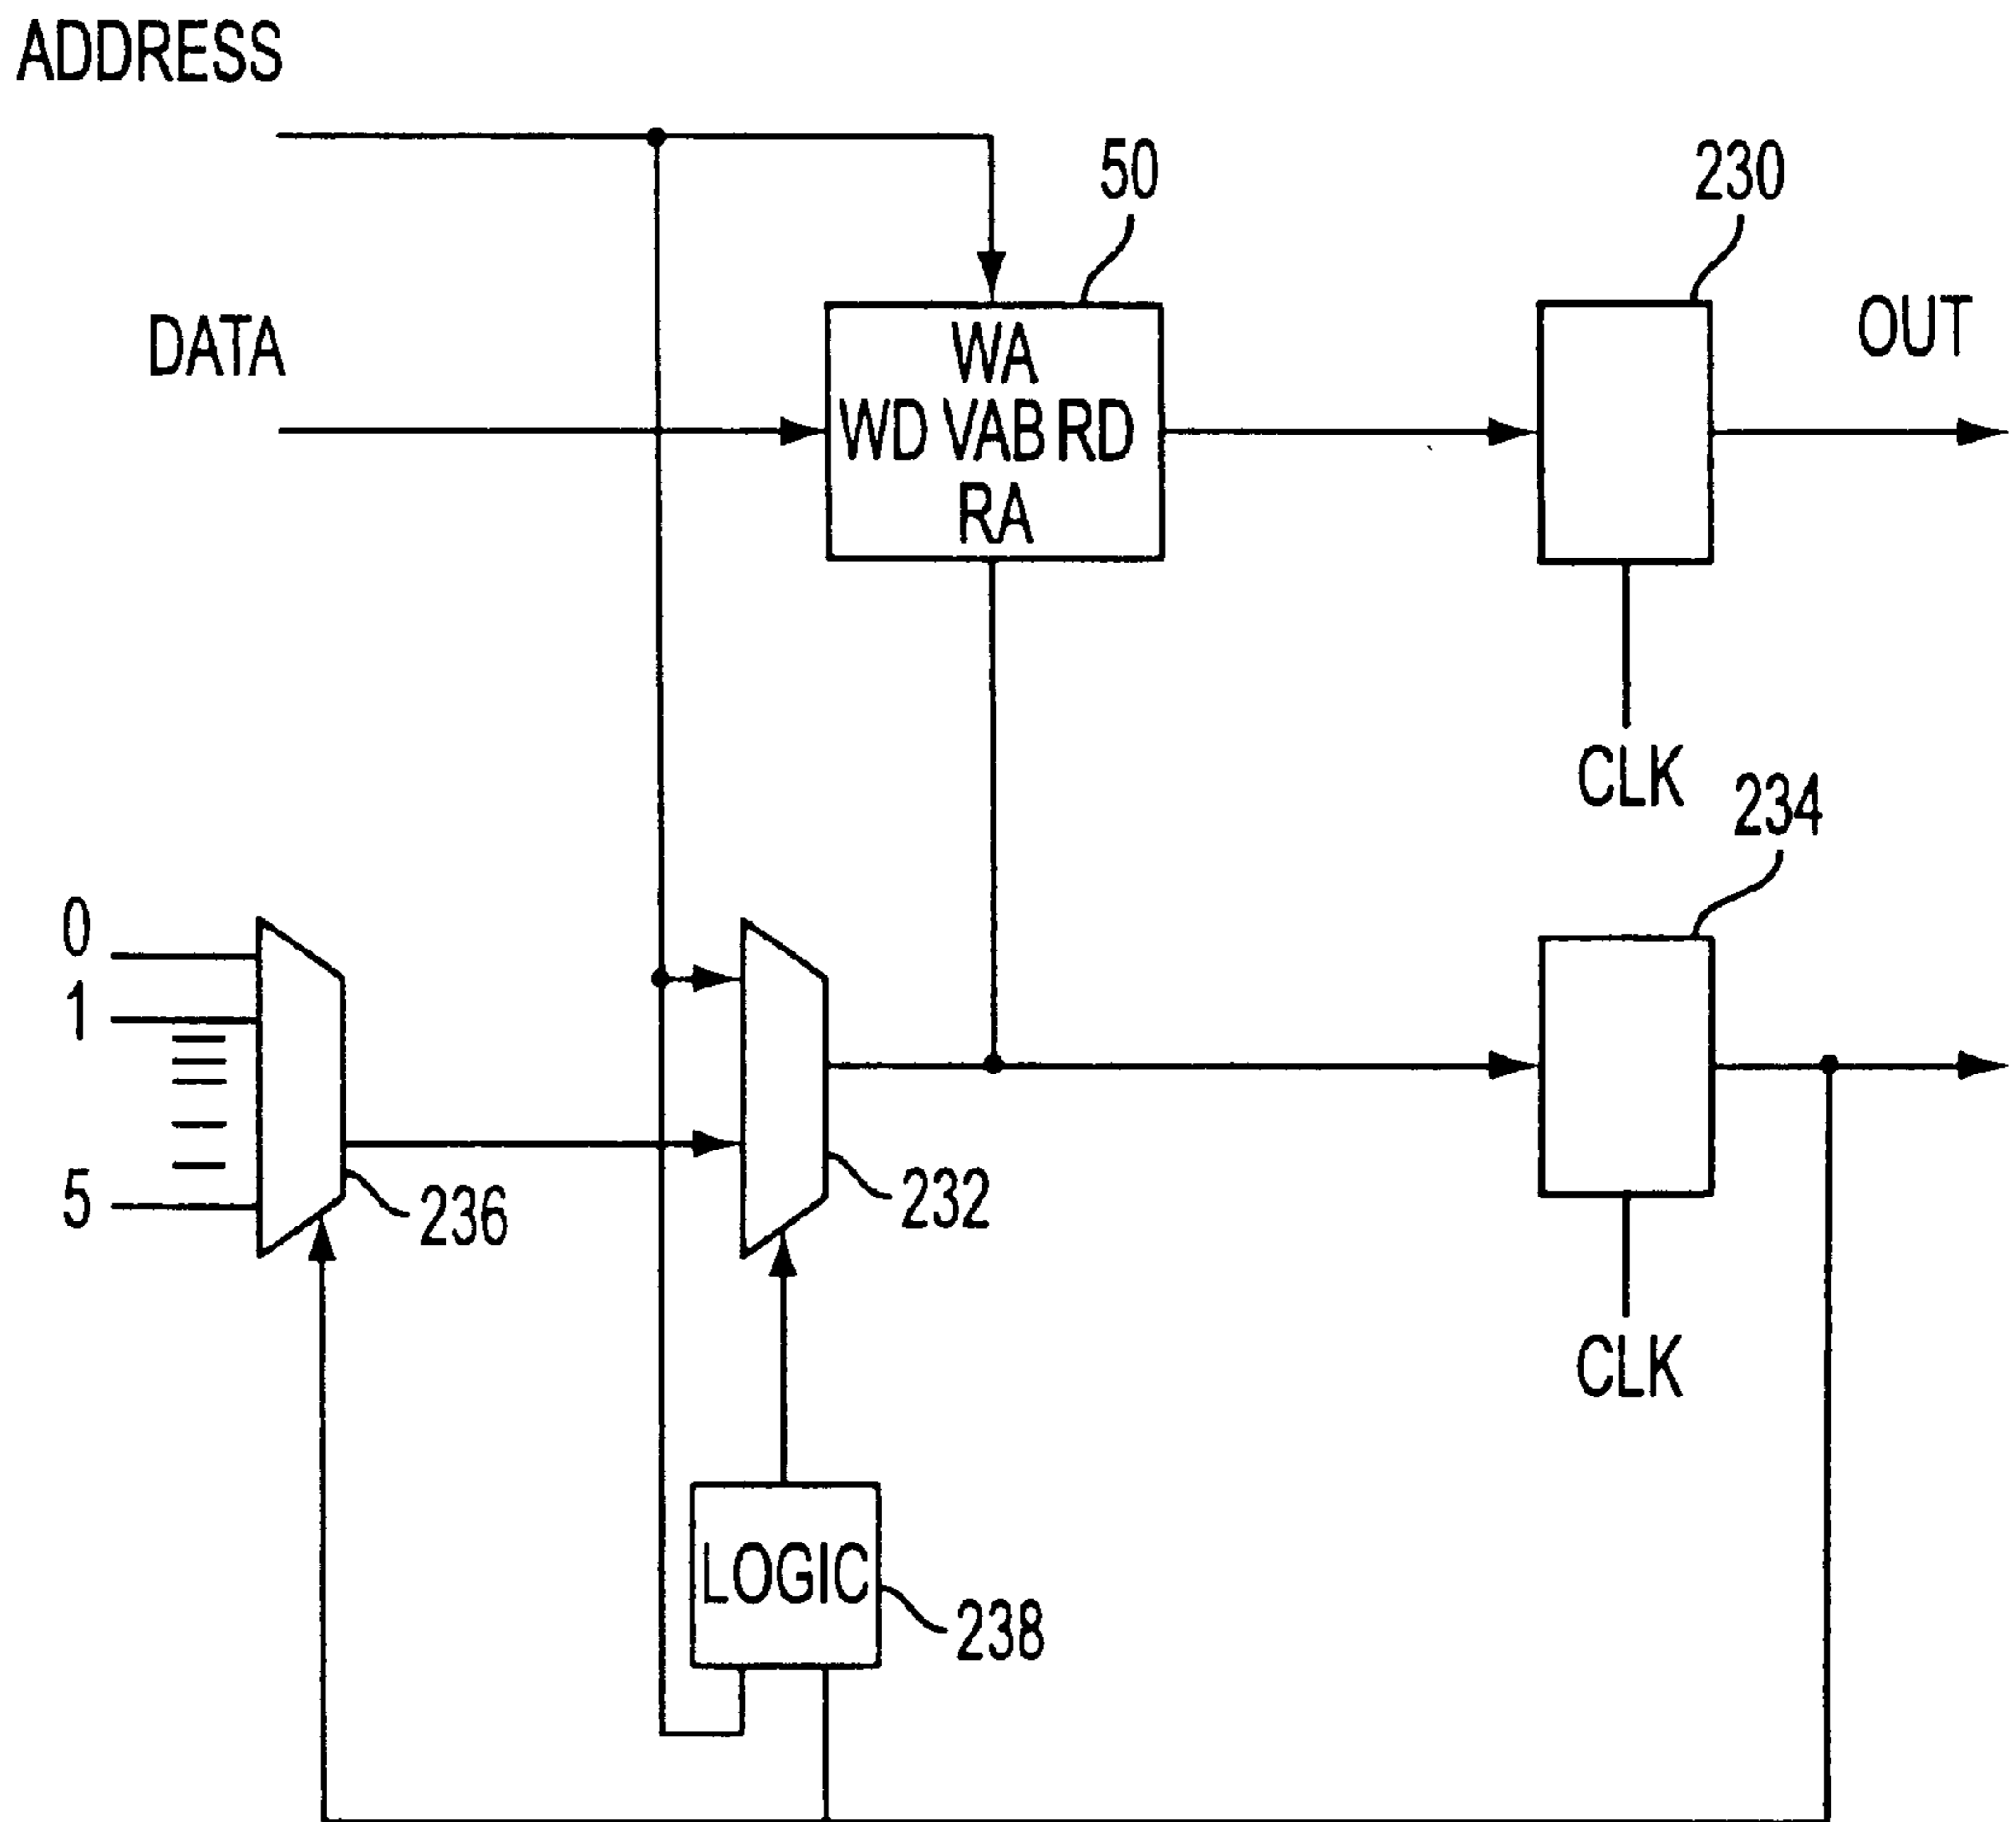 ADDRESS
50
230
DATA
OUT
WA
WD VAB RD
RA
CLK
234
0
1
5
236
232
CLK
LOGIC
238